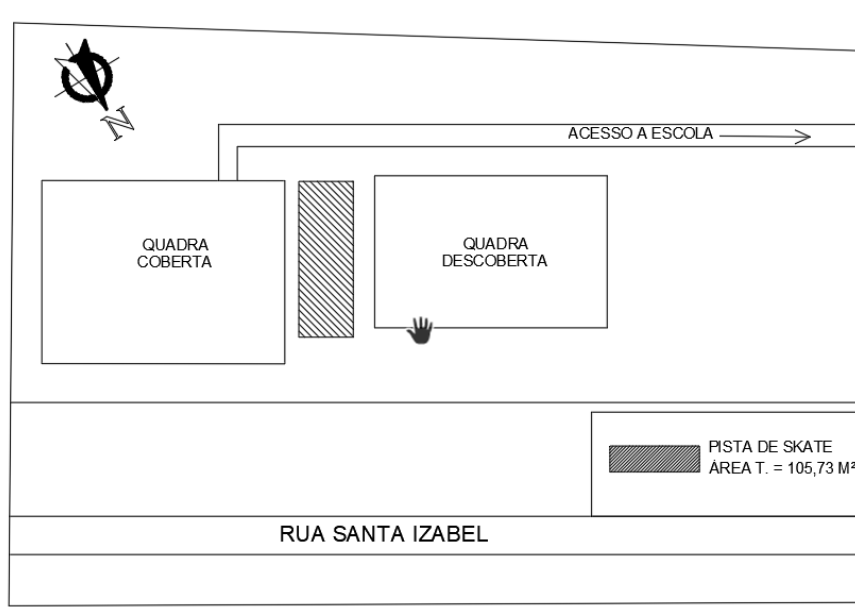 N
ACESSO A ESCOLA
QUADRA
COBERTA
QUADRA
DESCOBERTA
PISTA DE SKATE
ÁREA T. = 105,73 M²
RUA SANTA IZABEL